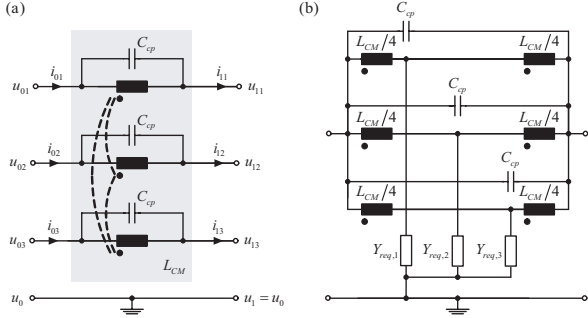 (a)
C_cp
i_01
i_11
u_01
u_11
C_cp
i_02
i_12
u_02
u_12
C_cp
i_03
i_13
u_03
u_13
L_CM
u_0
u_1 = u_0
(b)
C_cp
L_CM/4
L_CM/4
C_cp
L_CM/4
L_CM/4
C_cp
L_CM/4
L_CM/4
Y_req,1
Y_req,2
Y_req,3